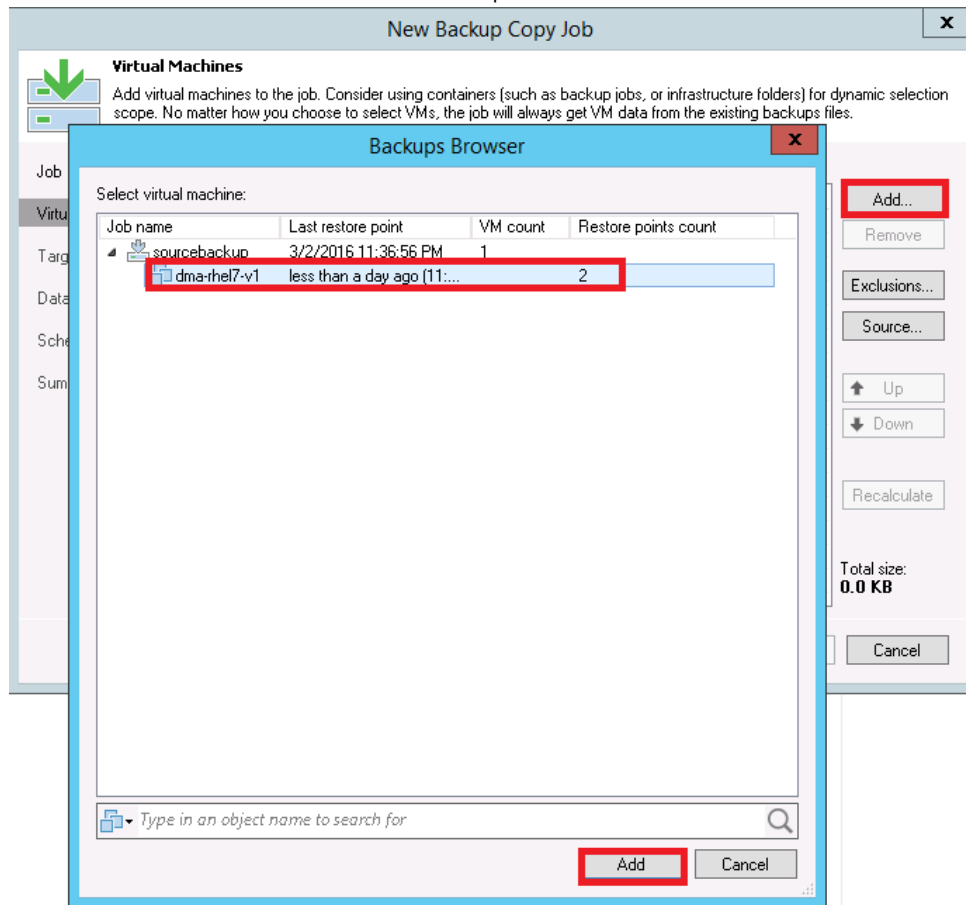 New Backup Copy Job
x
Virtual Machines
Add virtual machines to the job. Consider using containers (such as backup jobs, or infrastructure folders) for dynamic selection
scope. No matter how you choose to select VMs, the job will always get VM data from the existing backups files.
Backups Browser
x
Job
Virtu
Targ
Data
Sche
Sum
Select virtual machine:
Job name Last restore point VM count Restore points count
sourcebackup 3/2/2016 11:36:56 PM 1
dma-rhel7-v1 less than a day ago (11:... 2
Type in an object name to search for
Add Cancel
Add...
Remove
Exclusions...
Source...
Up
Down
Recalculate
Total size:
0.0 KB
Cancel